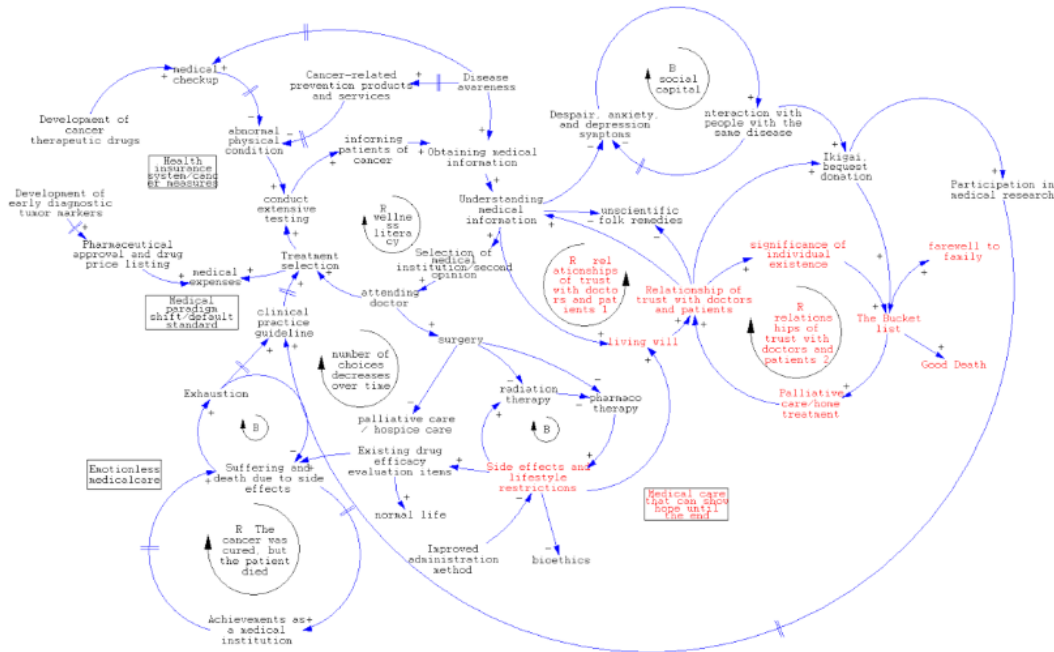 medical
checkup
Cancer-related
prevention products
and services
Disease
awareness
B
social
capital
Development of
cancer
therapeutic drugs
abnormal
physical
condition
informing
patients of
cancer
Obtaining medical
information
Despair, anxiety,
and depression
symptoms
nteraction with
people with the
same disease
Ikigai,
bequest
donation
Participation in
medical research
Health
insurance
system/canc
er measures
Development of
early diagnostic
tumor markers
conduct
extensive
testing
R
wellne
ss
litera
cy
Understanding
medical
information
unscientific
folk remedies
Pharmaceutical
approval and drug
price listing
medical
expenses
Treatment
selection
Selection of
medical
institution/second
opinion
R rel
ationships
of trust
with docto
rs and pat
ients 1
Relationship of
trust with doctors
and patients
significance of
individual
existence
farewell to
family
Medical
paradigm
shift/default
standard
attending
doctor
clinical
practice
guideline
surgery
living will
R
relations
hips of
trust with
doctors and
patients 2
The Bucket
list
Good Death
number of
choices
decreases
over time
Exhaustion
radiation
therapy
pharmaco
therapy
Palliative
care/home
treatment
palliative care
/ hospice care
B
B
Emotionless
medicalcare
Suffering and
death due to side
effects
Existing drug
efficacy
evaluation items
Side effects and
lifestyle
restrictions
Medical care
that can show
hope until
the end
normal life
R The
cancer was
cured, but
the patient
died
Improved
administration
method
bioethics
Achievements as
a medical
institution